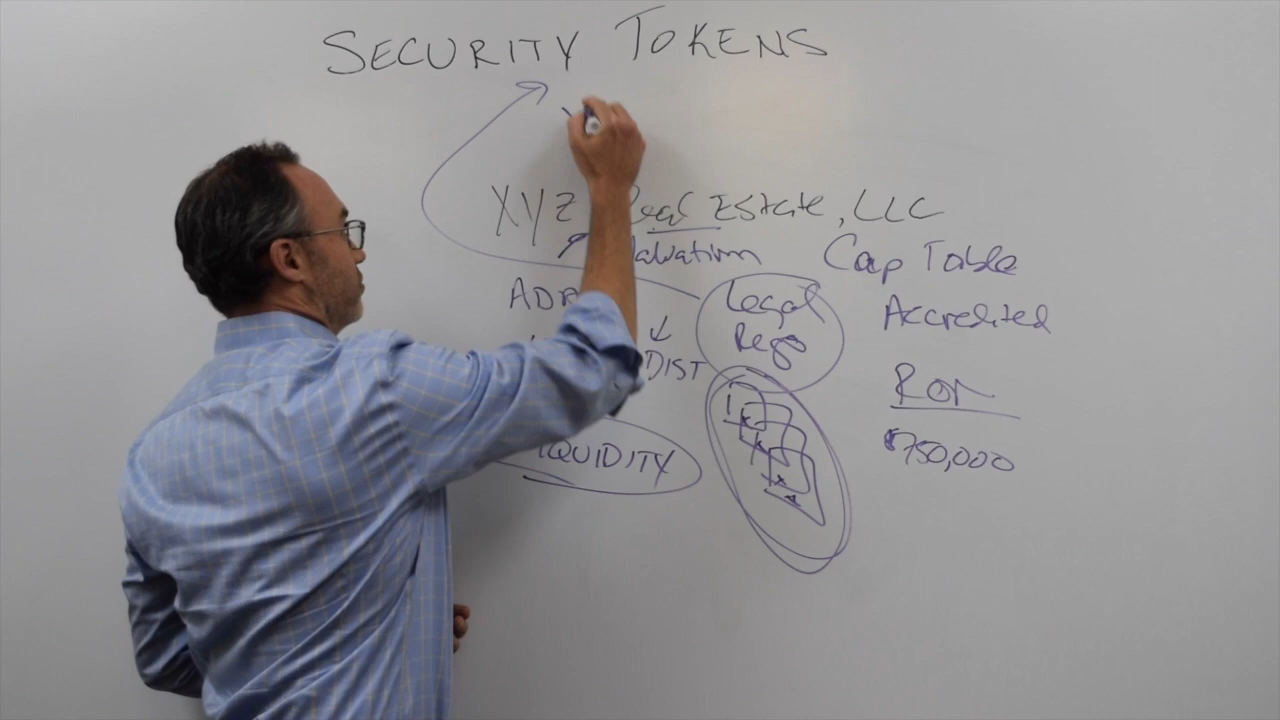 SECURITY TOKENS
XYZ Real Estate, LLC
Valuation
Cap Table
Legal
Regs
Accredited
DIST
ROI
LIQUIDITY
$750,000